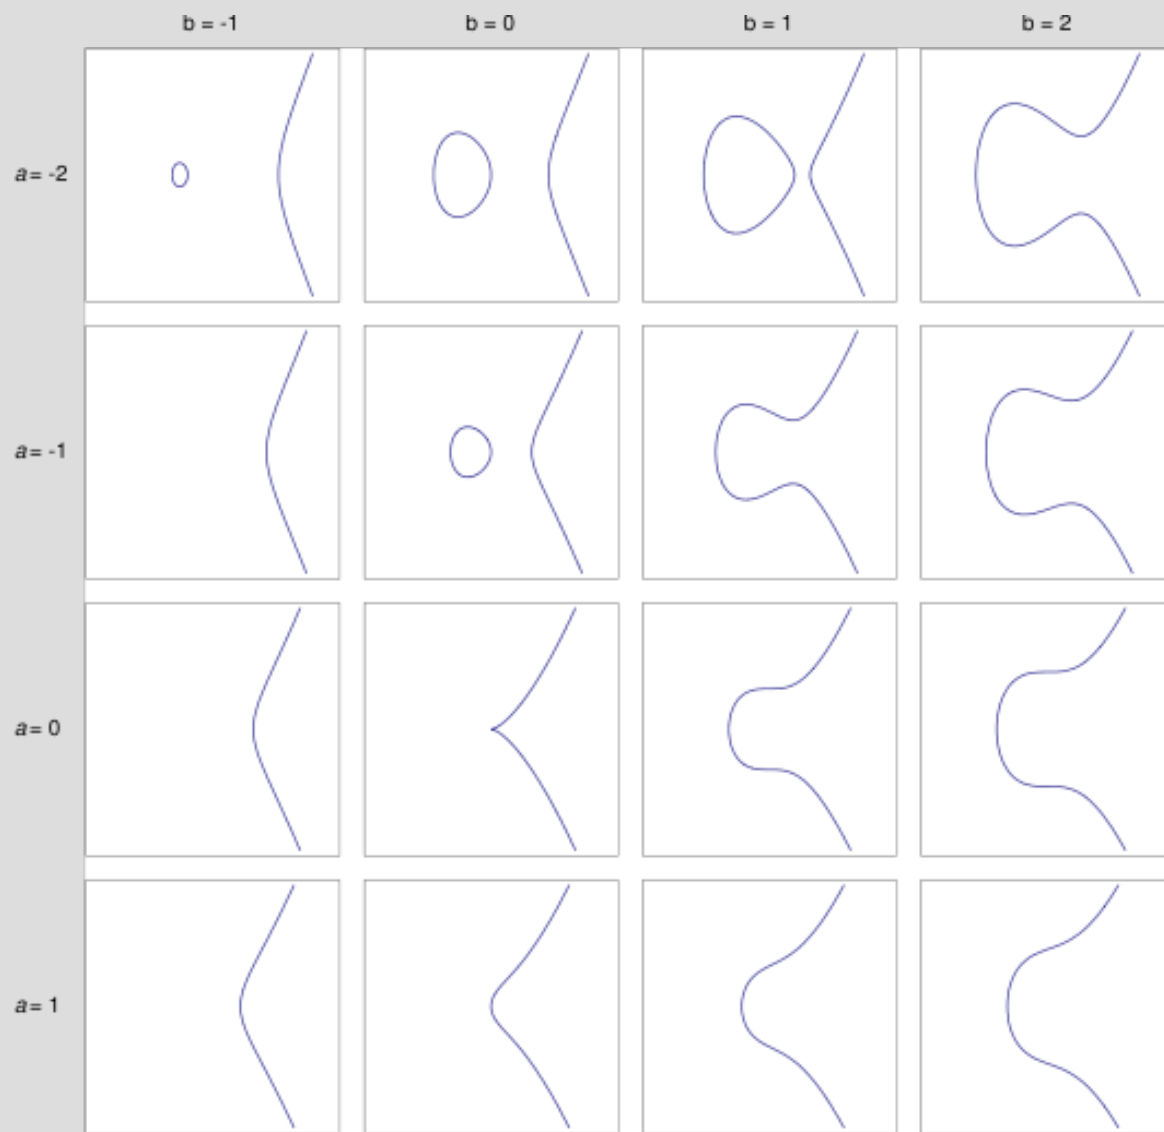 b = -1 b = 0 b = 1 b = 2
a = -2
a = -1
a = 0
a = 1